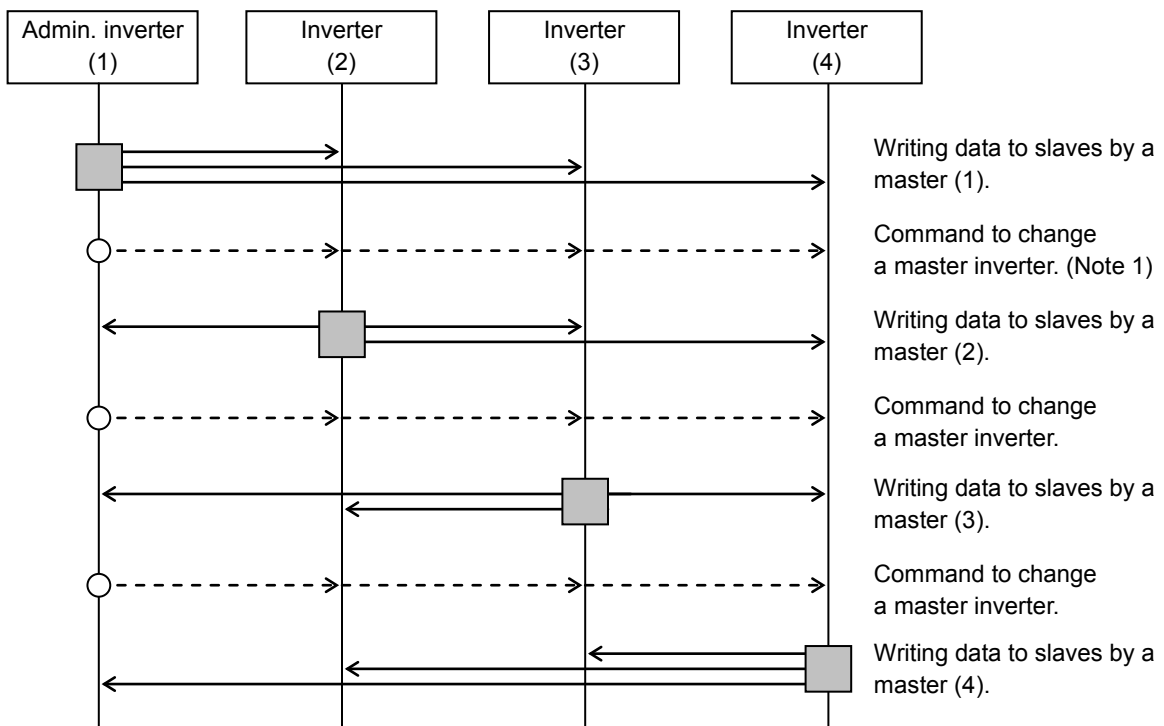 Admin. inverter
(1)
Inverter
(2)
Inverter
(3)
Inverter
(4)
Writing data to slaves by a
master (1).
Command to change
a master inverter. (Note 1)
Writing data to slaves by a
master (2).
Command to change
a master inverter.
Writing data to slaves by a
master (3).
Command to change
a master inverter.
Writing data to slaves by a
master (4).